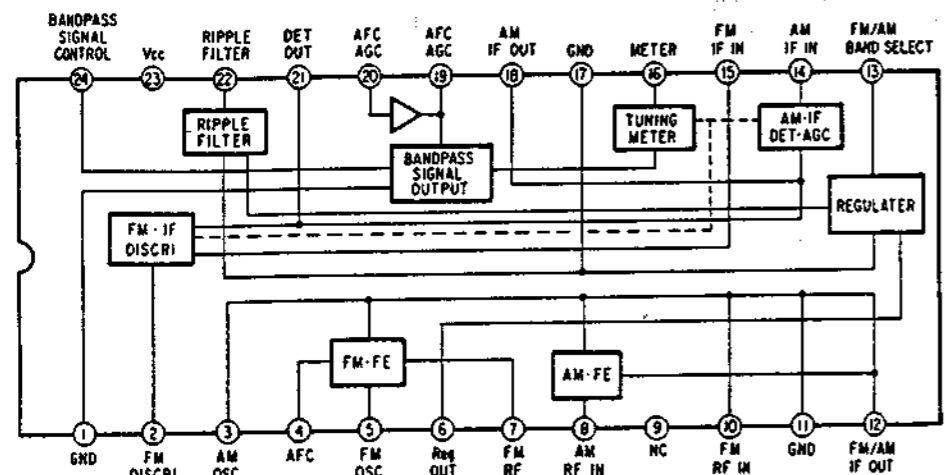 BANDPASS
SIGNAL
CONTROL
Vcc
RIPPLE
FILTER
DET
OUT
AFC
AGC
AFC
AGC
AM
IF OUT
GND
METER
FM
IF IN
AM
IF IN
FM/AM
BAND SELECT
24
23
22
21
20
19
18
17
16
15
14
13
RIPPLE
FILTER
BANDPASS
SIGNAL
OUTPUT
TUNING
METER
AM-IF
DET-AGC
REGULATER
FM-IF
DISCRI
FM-FE
AM-FE
1
2
3
4
5
6
7
8
9
10
11
12
GND
FM
DISCRI
AM
OSC
AFC
FM
OSC
Reg
OUT
FM
RF
AM
RF IN
NC
FM
RF IN
GND
FM/AM
IF OUT